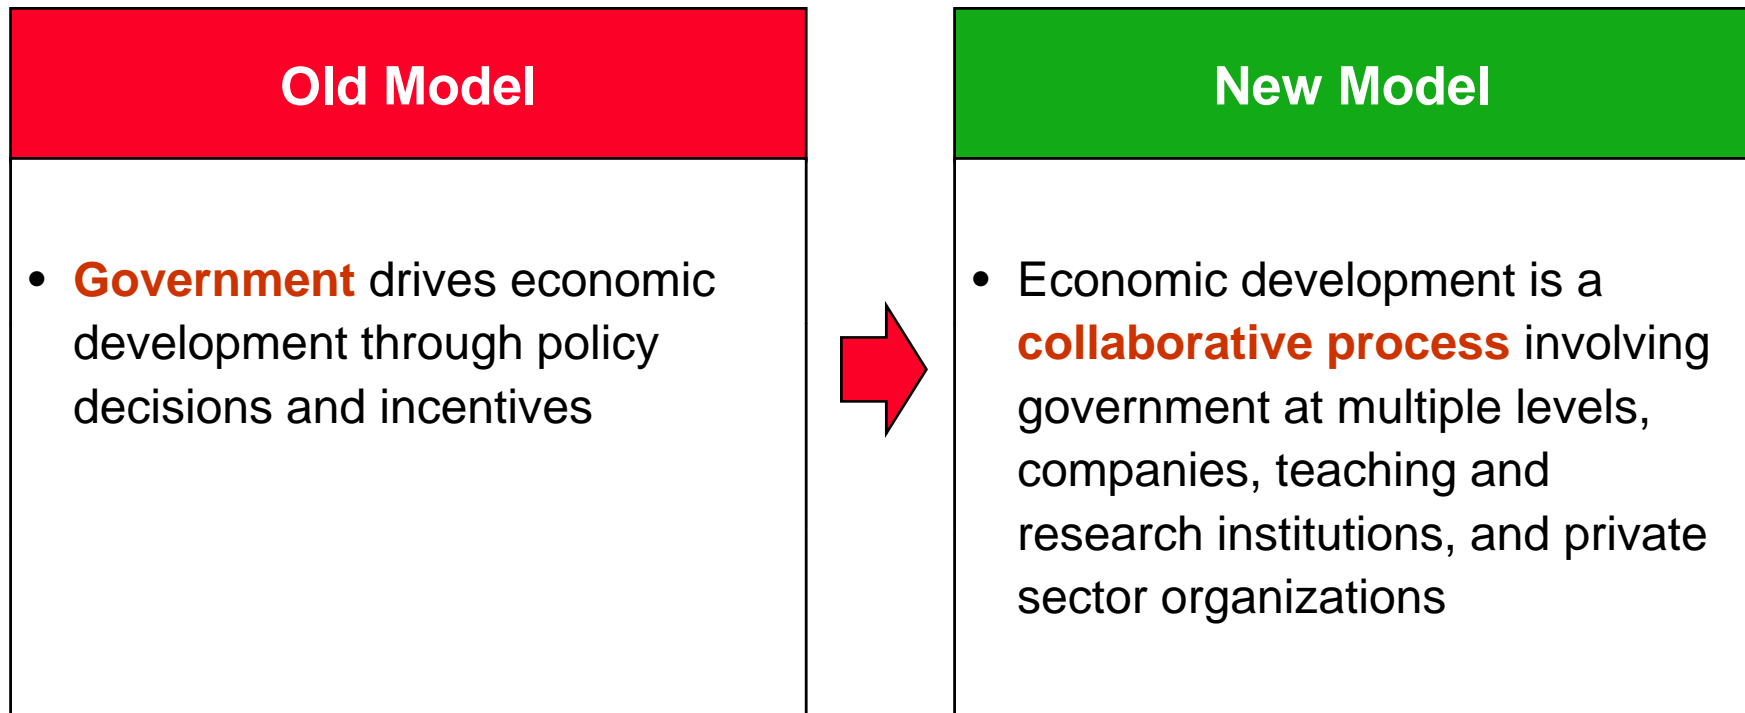 Old Model
• Government drives economic
development through policy
decisions and incentives
New Model
• Economic development is a
collaborative process involving
government at multiple levels,
companies, teaching and
research institutions, and private
sector organizations